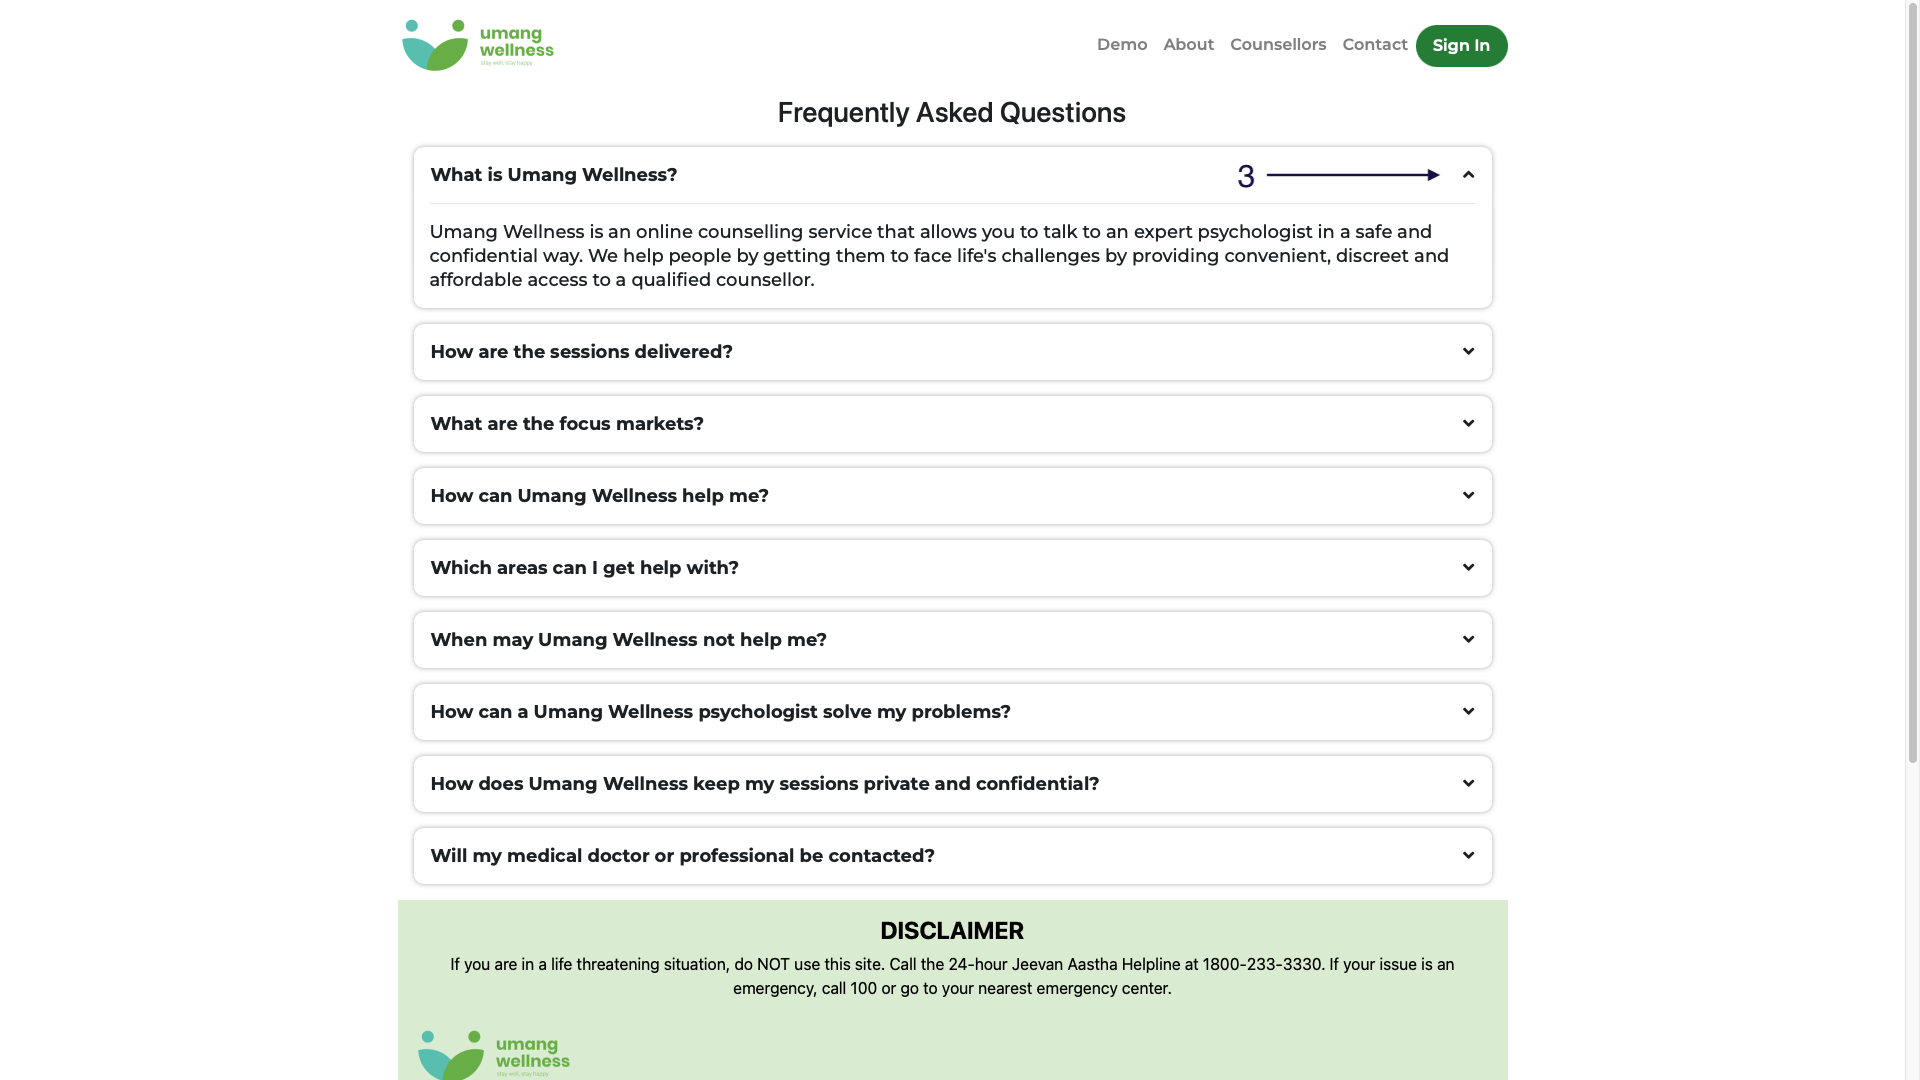 umang
wellness
stay well, stay happy
Demo About Counsellors Contact Sign In
Frequently Asked Questions
What is Umang Wellness? 3
Umang Wellness is an online counselling service that allows you to talk to an expert psychologist in a safe and
confidential way. We help people by getting them to face life's challenges by providing convenient, discreet and
affordable access to a qualified counsellor.
How are the sessions delivered?
What are the focus markets?
How can Umang Wellness help me?
Which areas can I get help with?
When may Umang Wellness not help me?
How can a Umang Wellness psychologist solve my problems?
How does Umang Wellness keep my sessions private and confidential?
Will my medical doctor or professional be contacted?
DISCLAIMER
If you are in a life threatening situation, do NOT use this site. Call the 24-hour Jeevan Aastha Helpline at 1800-233-3330. If your issue is an
emergency, call 100 or go to your nearest emergency center.
umang
wellness
stay well, stay happy